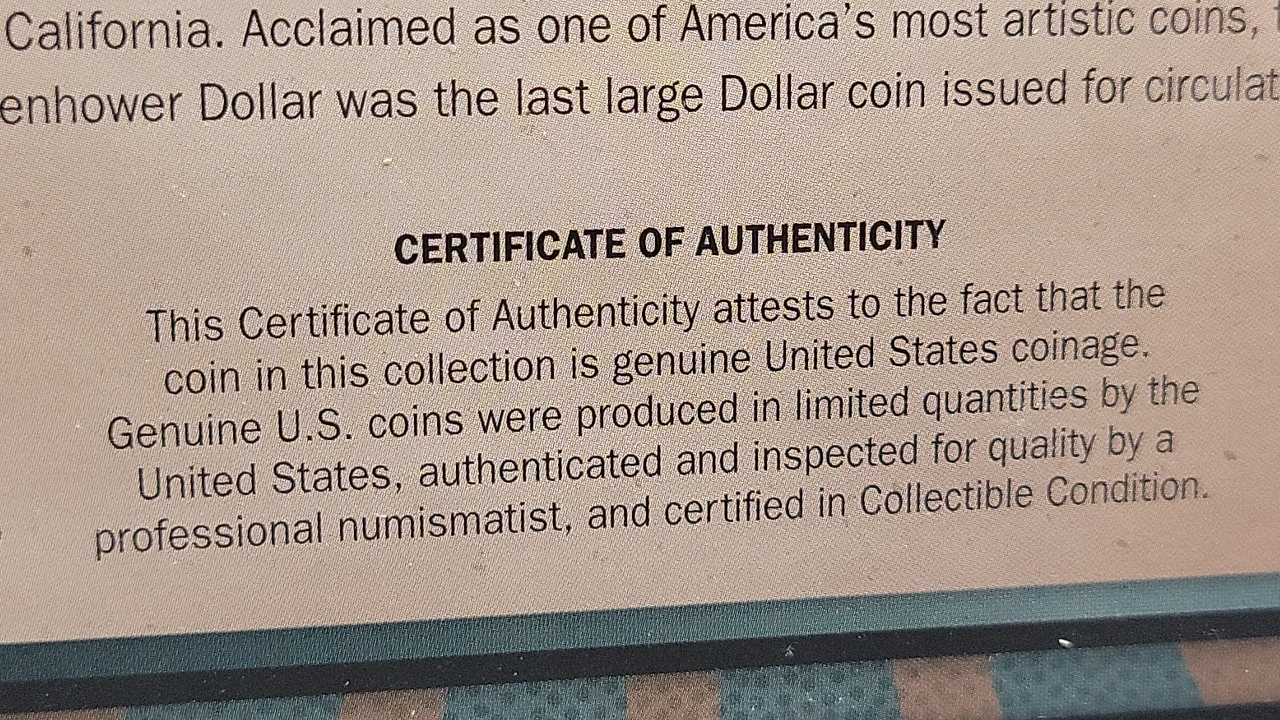 California. Acclaimed as one of America's most artistic coins,
enhower Dollar was the last large Dollar coin issued for circulat
CERTIFICATE OF AUTHENTICITY
This Certificate of Authenticity attests to the fact that the
coin in this collection is genuine United States coinage.
Genuine U.S. coins were produced in limited quantities by the
United States, authenticated and inspected for quality by a
professional numismatist, and certified in Collectible Condition.